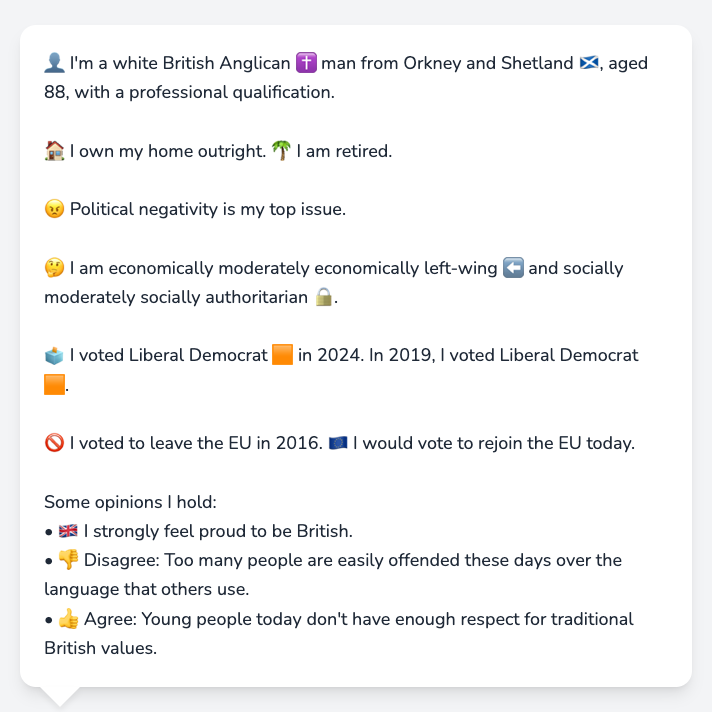 👤 I'm a white British Anglican ✝️ man from Orkney and Shetland 🏴󠁧󠁢󠁳󠁣󠁴󠁿, aged
88, with a professional qualification.
🏠 I own my home outright. 🌴 I am retired.
😠 Political negativity is my top issue.
🤔 I am economically moderately economically left-wing ⬅️ and socially
moderately socially authoritarian 🔒.
🗳️ I voted Liberal Democrat 🟧 in 2024. In 2019, I voted Liberal Democrat
🟧.
🚫 I voted to leave the EU in 2016. 🇪🇺 I would vote to rejoin the EU today.
Some opinions I hold:
• 🇬🇧 I strongly feel proud to be British.
• 👎 Disagree: Too many people are easily offended these days over the
language that others use.
• 👍 Agree: Young people today don't have enough respect for traditional
British values.